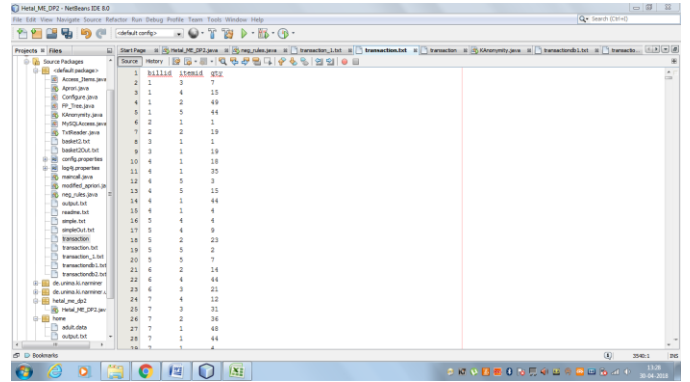 Hetal_ME_DP2 - NetBeans IDE 8.0
File Edit View Navigate Source Refactor Run Debug Profile Team Tools Window Help
Search (Ctrl+I)
<default config>
Projects Files
Start Page Hetal_ME_DP2.java neg_rules.java transaction_1.txt transaction.txt transaction KAnonymity.java transactiondb1.txt transactio...
Source History
Source Packages
<default package>
Access_Items.java
Apriori.java
Configure.java
FP_Tree.java
KAnonymity.java
MySQLAccess.java
TxtReader.java
basket2.txt
basket2Out.txt
config.properties
log4j.properties
maincall.java
modified_apriori.ja
neg_rules.java
output.txt
readme.txt
simple.txt
simpleOut.txt
transaction
transaction.txt
transaction_1.txt
transactiondb1.txt
transactiondb2.txt
de.unima.ki.narminer
de.unima.ki.narminer.
hetal_me_dp2
Hetal_ME_DP2.jav
home
adult.data
output.txt
1 billid itemid qty
2 1 3 7
3 1 4 15
4 1 2 49
5 1 5 44
6 2 1 1
7 2 2 19
8 3 1 1
9 3 1 19
10 4 1 18
11 4 1 35
12 4 5 3
13 4 5 15
14 4 1 44
15 4 1 4
16 5 4 4
17 5 4 9
18 5 2 23
19 5 5 2
20 5 5 7
21 6 2 14
22 6 4 44
23 6 3 21
24 7 4 12
25 7 3 31
26 7 2 36
27 7 1 48
28 7 1 44
29 7 1 4
Bookmarks
3540:1 INS
13:28
30-04-2018